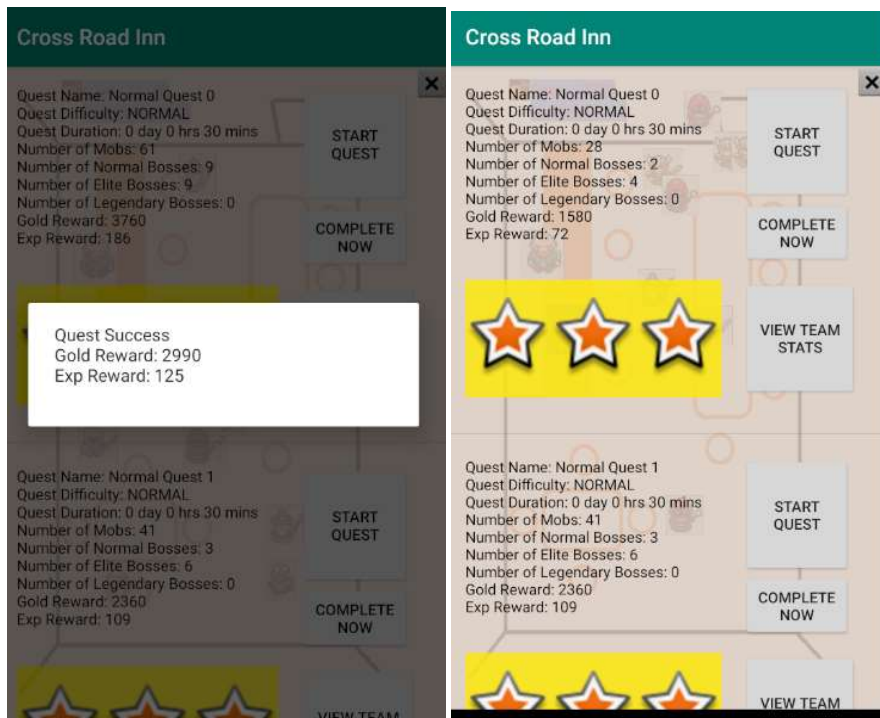 Cross Road Inn
×
Quest Name: Normal Quest 0
Quest Difficulty: NORMAL
Quest Duration: 0 day 0 hrs 30 mins
Number of Mobs: 61
Number of Normal Bosses: 9
Number of Elite Bosses: 9
Number of Legendary Bosses: 0
Gold Reward: 3760
Exp Reward: 186
START
QUEST
COMPLETE
NOW
Quest Success
Gold Reward: 2990
Exp Reward: 125
Quest Name: Normal Quest 1
Quest Difficulty: NORMAL
Quest Duration: 0 day 0 hrs 30 mins
Number of Mobs: 41
Number of Normal Bosses: 3
Number of Elite Bosses: 6
Number of Legendary Bosses: 0
Gold Reward: 2360
Exp Reward: 109
START
QUEST
COMPLETE
NOW
VIEW TEAM
Cross Road Inn
×
Quest Name: Normal Quest 0
Quest Difficulty: NORMAL
Quest Duration: 0 day 0 hrs 30 mins
Number of Mobs: 28
Number of Normal Bosses: 2
Number of Elite Bosses: 4
Number of Legendary Bosses: 0
Gold Reward: 1580
Exp Reward: 72
START
QUEST
COMPLETE
NOW
VIEW TEAM
STATS
Quest Name: Normal Quest 1
Quest Difficulty: NORMAL
Quest Duration: 0 day 0 hrs 30 mins
Number of Mobs: 41
Number of Normal Bosses: 3
Number of Elite Bosses: 6
Number of Legendary Bosses: 0
Gold Reward: 2360
Exp Reward: 109
START
QUEST
COMPLETE
NOW
VIEW TEAM